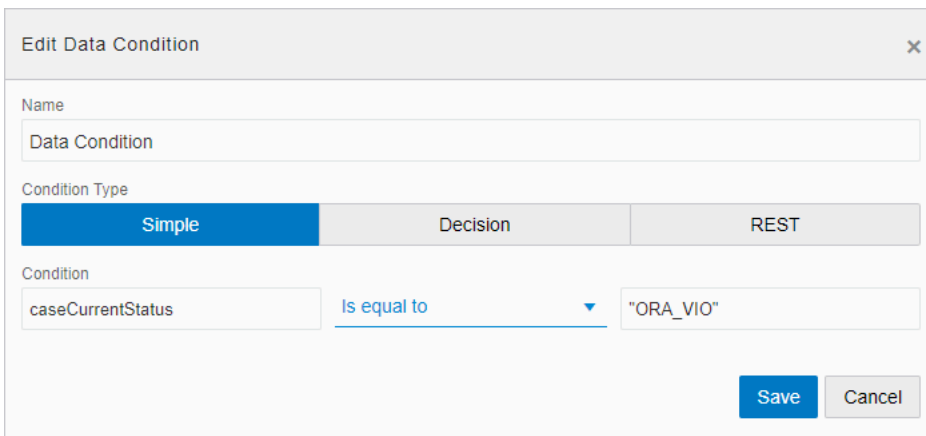 Edit Data Condition ×
Name
Data Condition
Condition Type
Simple Decision REST
Condition
caseCurrentStatus Is equal to "ORA_VIO"
Save Cancel